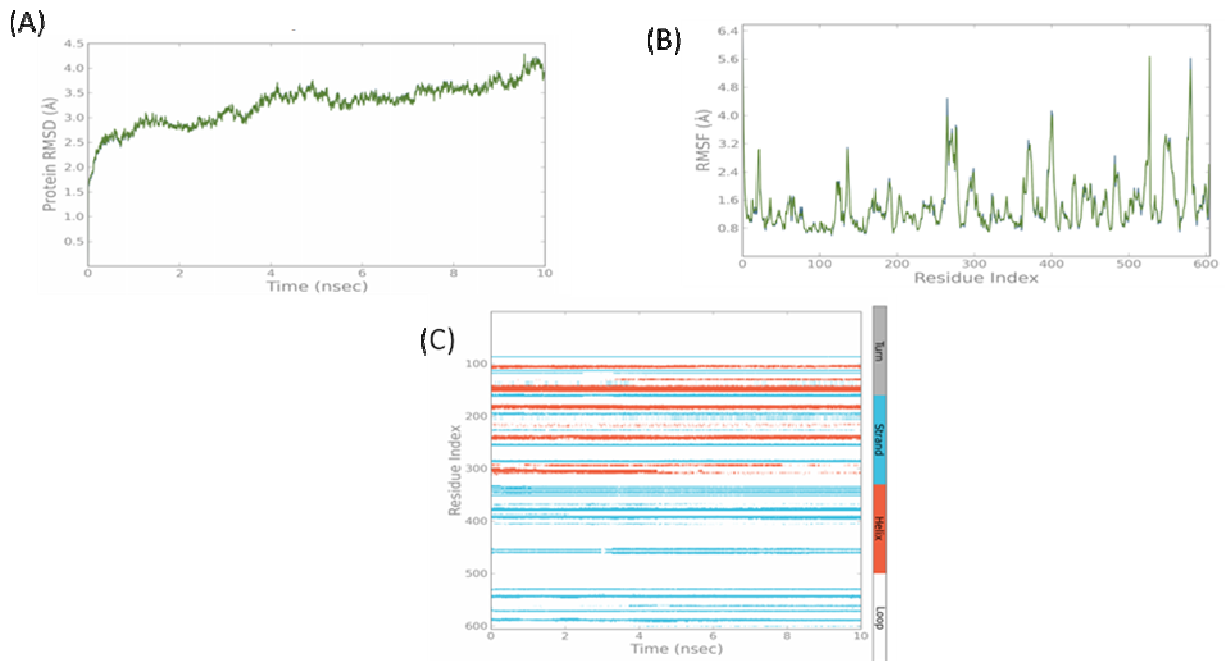 (A)
4.5
4.0
3.5
3.0
2.5
2.0
1.5
1.0
0.5
Protein RMSD (Å)
0 2 4 6 8 10
Time (nsec)
(B)
6.4
5.6
4.8
4.0
3.2
2.4
1.6
0.8
RMSF (Å)
0 100 200 300 400 500 600
Residue Index
(C)
100
200
300
400
500
600
Residue Index
0 2 4 6 8 10
Time (nsec)
Turn
Strand
Helix
Loop